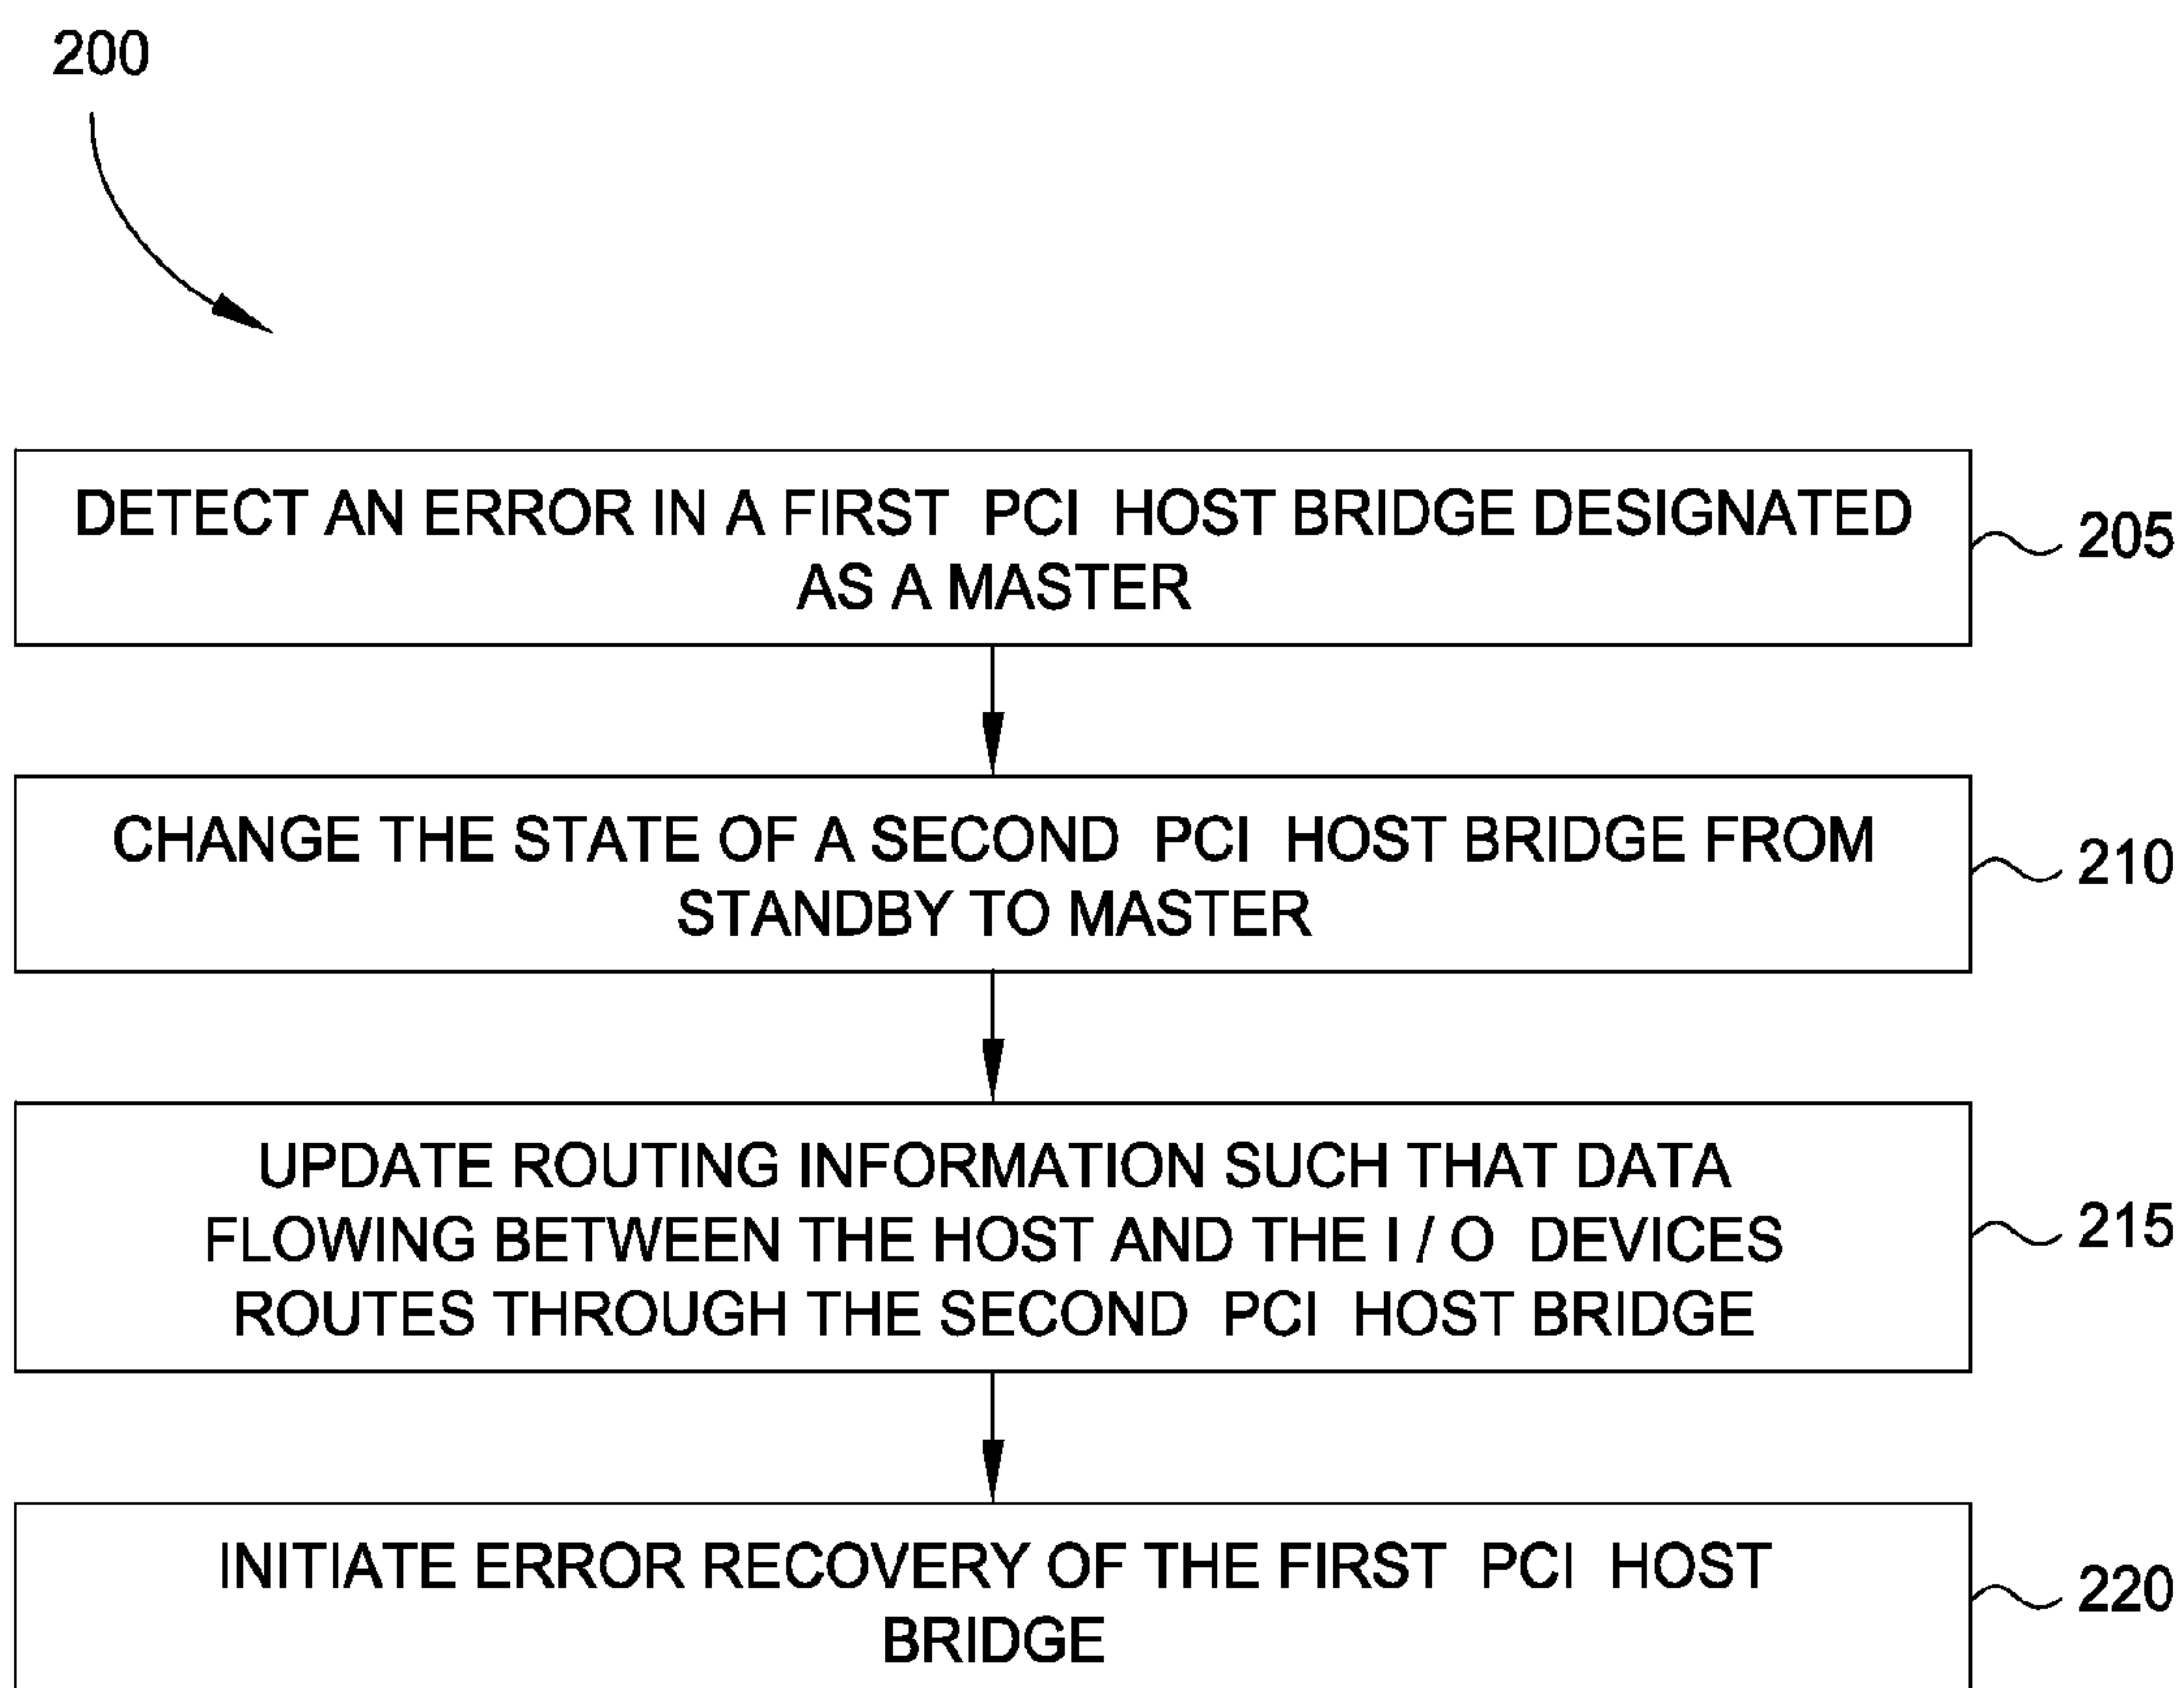 200
DETECT AN ERROR IN A FIRST PCI HOST BRIDGE DESIGNATED
AS A MASTER
205
CHANGE THE STATE OF A SECOND PCI HOST BRIDGE FROM
STANDBY TO MASTER
210
UPDATE ROUTING INFORMATION SUCH THAT DATA
FLOWING BETWEEN THE HOST AND THE I / O DEVICES
ROUTES THROUGH THE SECOND PCI HOST BRIDGE
215
INITIATE ERROR RECOVERY OF THE FIRST PCI HOST
BRIDGE
220